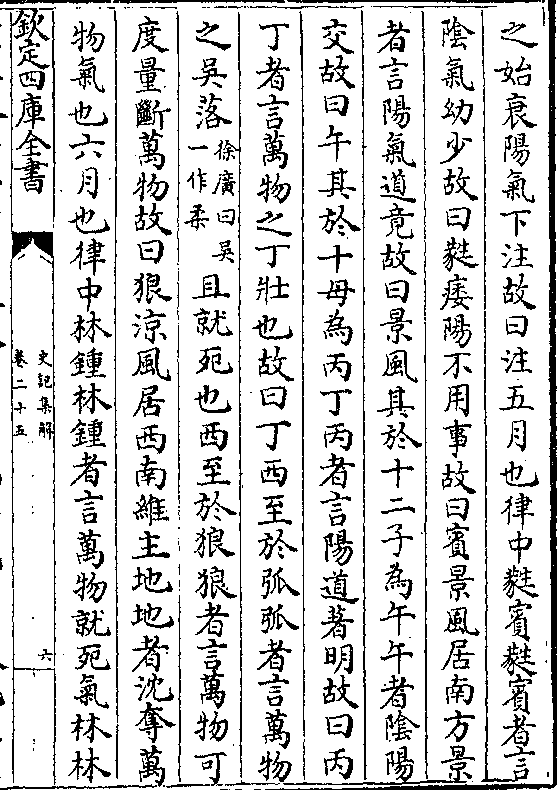 之始衰陽氣下注故曰注五月也律中蕤賓蕤賓者言
陰氣幼少故曰蕤痿陽不用事故曰賓景風居南方景
者言陽氣道竟故曰景風其於十二子為午午者陰陽
交故曰午其於十母為丙丁丙者言陽道著明故曰丙
丁者言萬物之丁壯也故曰丁西至於弧弧者言萬物
之吳落徐廣曰吳一作柔且就死也西至於狼狼者言萬物可
度量斷萬物故曰狼涼風居西南維主地地者沈奪萬
物氣也六月也律中林鍾林鍾者言萬物就死氣林林
欽定四庫全書
史記集解
卷二十五
六